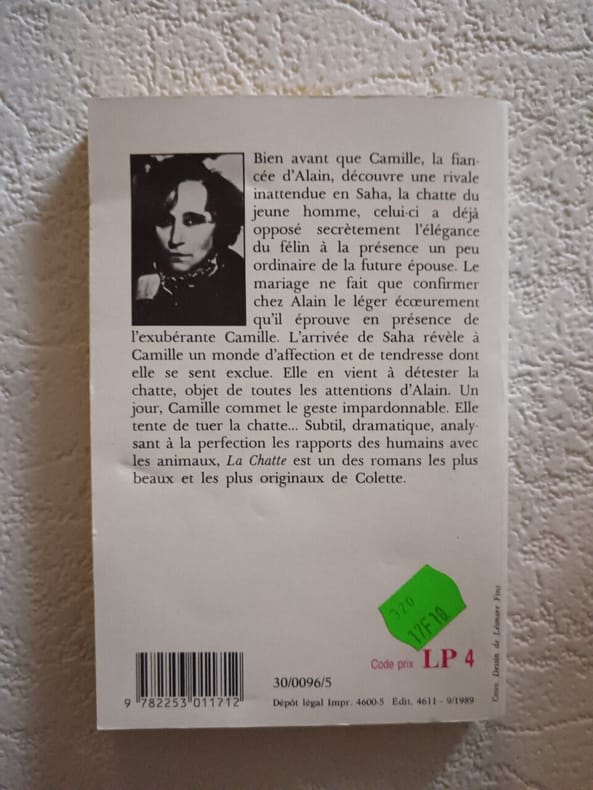 Bien avant que Camille, la fian-
cée d'Alain, découvre une rivale
inattendue en Saha, la chatte du
jeune homme, celui-ci a déjà
opposé secrètement l'élégance
du félin à la présence un peu
ordinaire de la future épouse. Le
mariage ne fait que confirmer
chez Alain le léger écœurement
qu'il éprouve en présence de
l'exubérante Camille. L'arrivée de Saha révèle à
Camille un monde d'affection et de tendresse dont
elle se sent exclue. Elle en vient à détester la
chatte, objet de toutes les attentions d'Alain. Un
jour, Camille commet le geste impardonnable. Elle
tente de tuer la chatte... Subtil, dramatique, analy-
sant à la perfection les rapports des humains avec
les animaux, La Chatte est un des romans les plus
beaux et les plus originaux de Colette.
320
17F10
Code prix LP 4
30/0096/5
9 782253 011712
Dépôt légal Impr. 4600-5 Édit. 4611 - 9/1989
Couv. Dessin de Léonore Fini